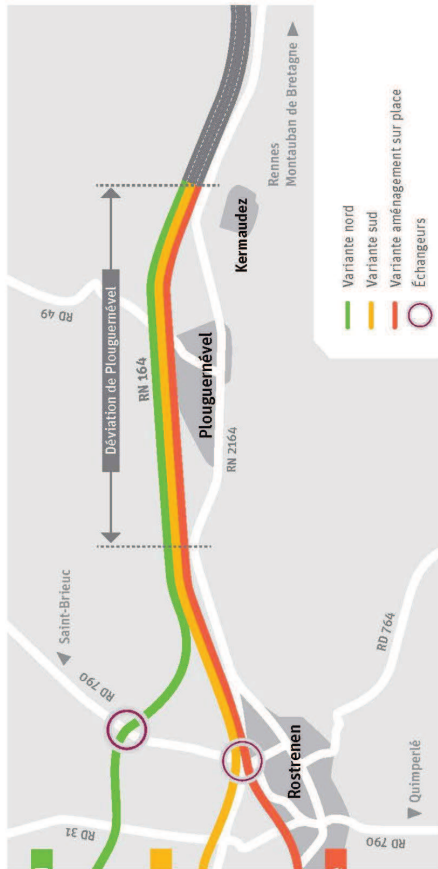 Saint-Brieuc
RD 790
RD 31
Déviation de Plouguernével
RD 49
RN 164
Plouguernével
RN 2164
Kermaudez
Rennes
Montauban de Bretagne
Rostrenen
RD 764
Quimperlé
RD 790
Variante nord
Variante sud
Variante aménagement sur place
Échangeurs